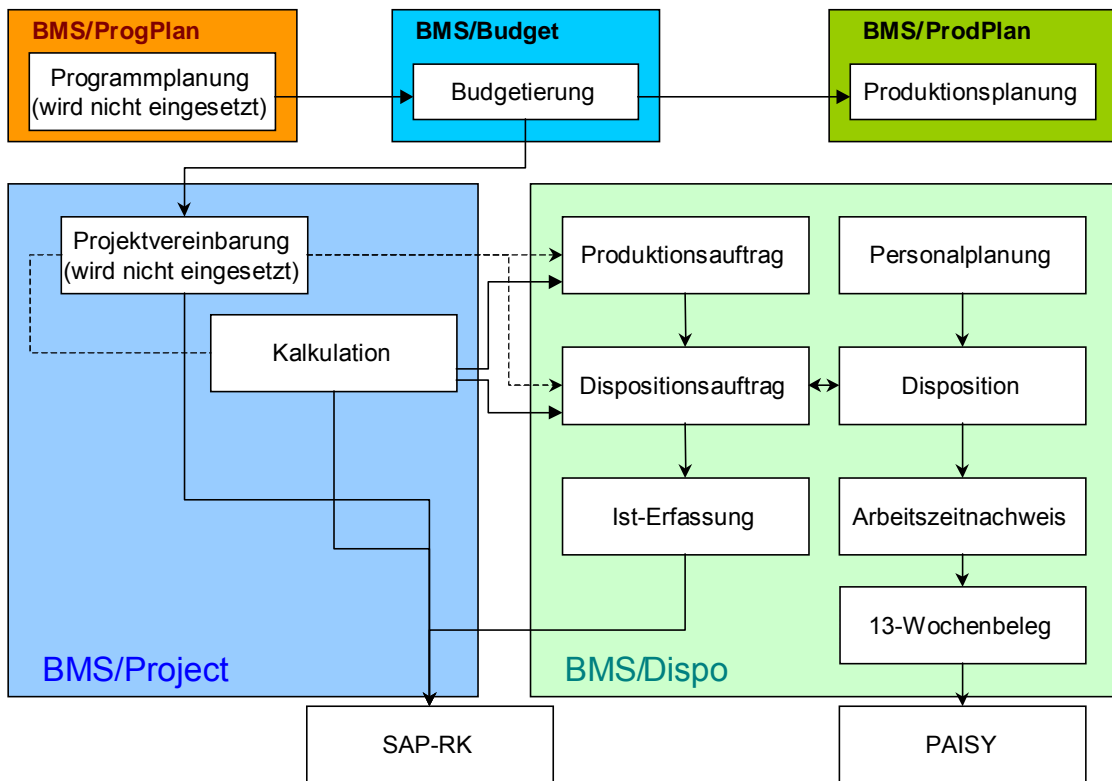 BMS/ProgPlan
Programmplanung
(wird nicht eingesetzt)
BMS/Budget
Budgetierung
BMS/ProdPlan
Produktionsplanung
Projektvereinbarung
(wird nicht eingesetzt)
Kalkulation
BMS/Project
Produktionsauftrag
Personalplanung
Dispositionsauftrag
Disposition
Ist-Erfassung
Arbeitszeitnachweis
13-Wochenbeleg
BMS/Dispo
SAP-RK
PAISY